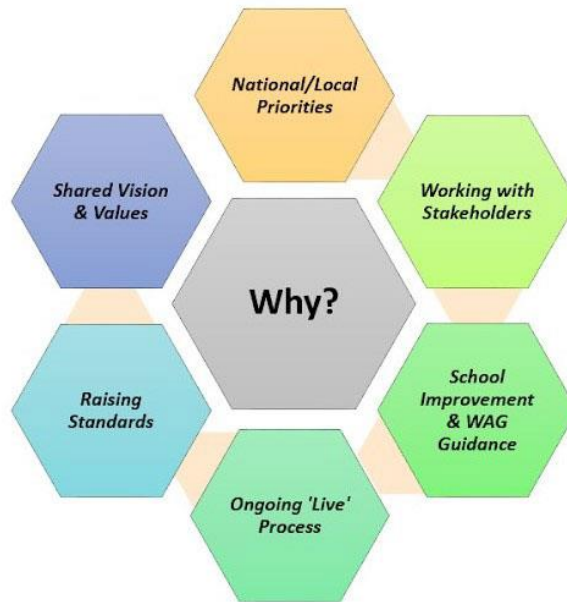 National/Local
Priorities
Working with
Stakeholders
School
Improvement
& WAG
Guidance
Ongoing 'Live'
Process
Raising
Standards
Shared Vision
& Values
Why?